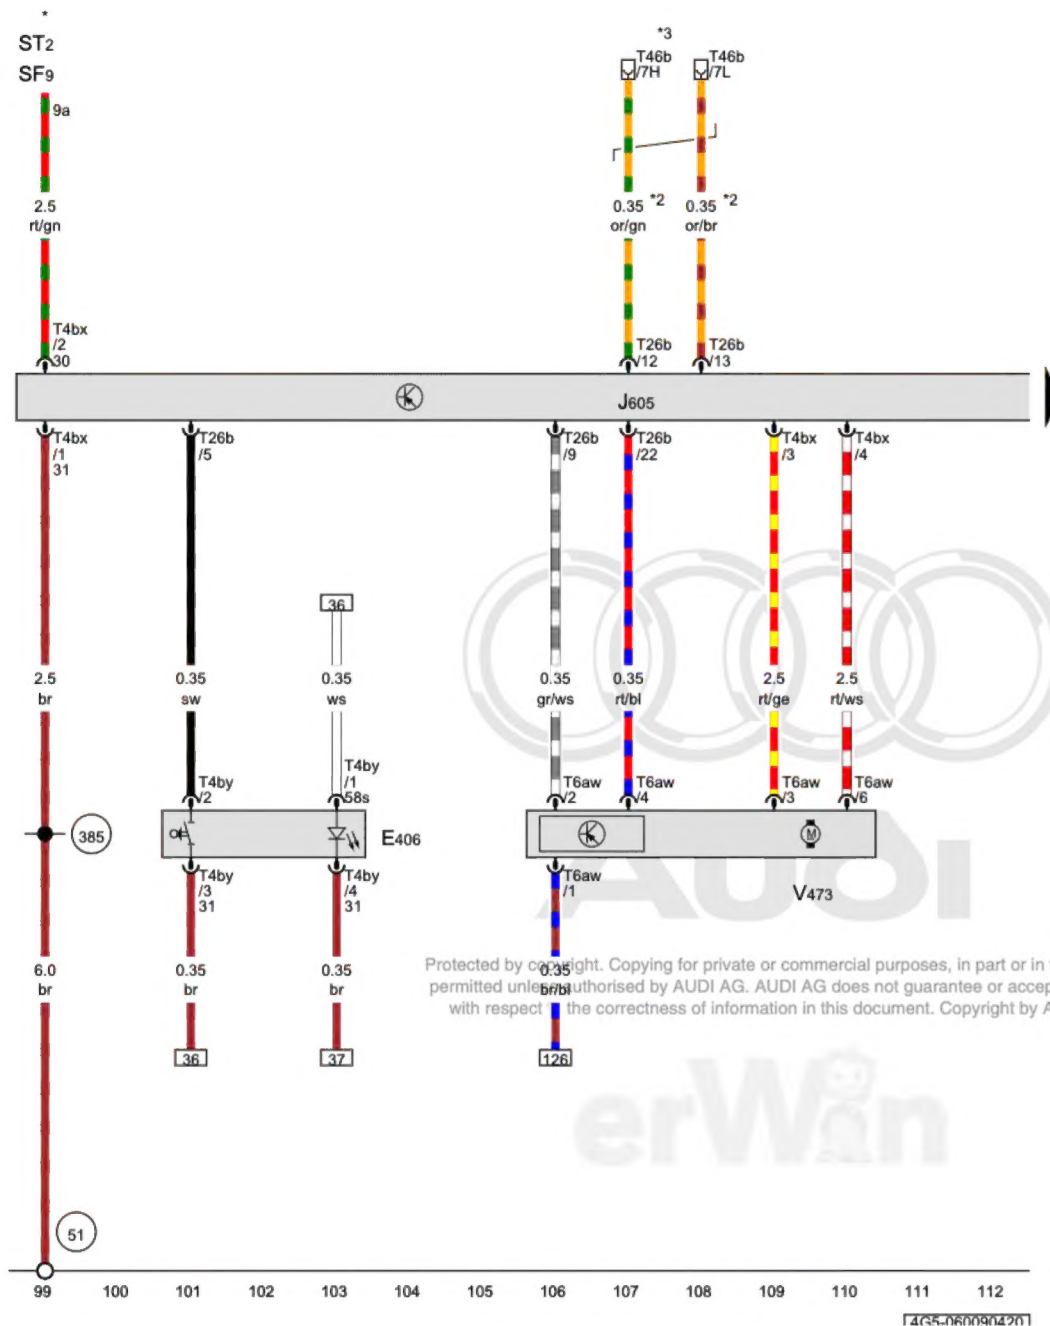 *
ST2
SF9
9a
*3
T46b
/7H
T46b
/7L
2.5
rt/gn
0.35 *2
or/gn
0.35 *2
or/br
T4bx
/2
30
T26b
/12
T26b
/13
J605
T4bx
/1
31
T26b
/5
T26b
/9
T26b
/22
T4bx
/3
T4bx
/4
36
2.5
br
0.35
sw
0.35
ws
0.35
gr/ws
0.35
rt/bl
2.5
rt/ge
2.5
rt/ws
T4by
/2
T4by
/1
58s
T6aw
/2
T6aw
/4
T6aw
/3
T6aw
/6
385
E406
M
T4by
/3
31
T4by
/4
31
T6aw
/1
V473
Audi
6.0
br
0.35
br
0.35
br
0.35
br/bl
Protected by copyright. Copying for private or commercial purposes, in part or in
permitted unless authorised by AUDI AG. AUDI AG does not guarantee or accep
with respect the correctness of information in this document. Copyright by A
36
37
126
erWin
51
99 100 101 102 103 104 105 106 107 108 109 110 111 112
4G5-060090420